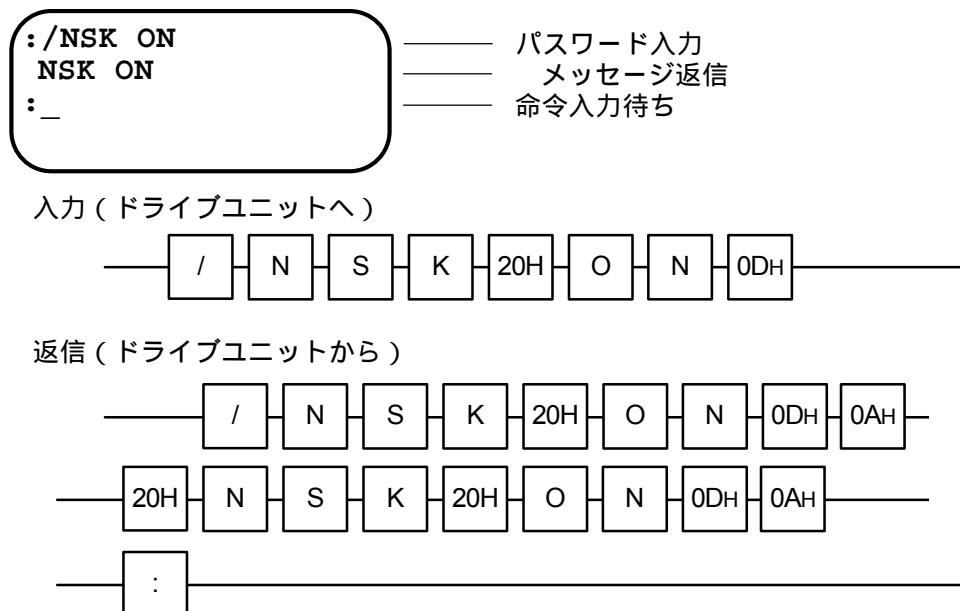 :/NSK ON
NSK ON
:_
パスワード入力
メッセージ返信
命令入力待ち
入力（ドライブユニットへ）
/ N S K 20H O N 0DH
返信（ドライブユニットから）
/ N S K 20H O N 0DH 0AH
20H N S K 20H O N 0DH 0AH
: